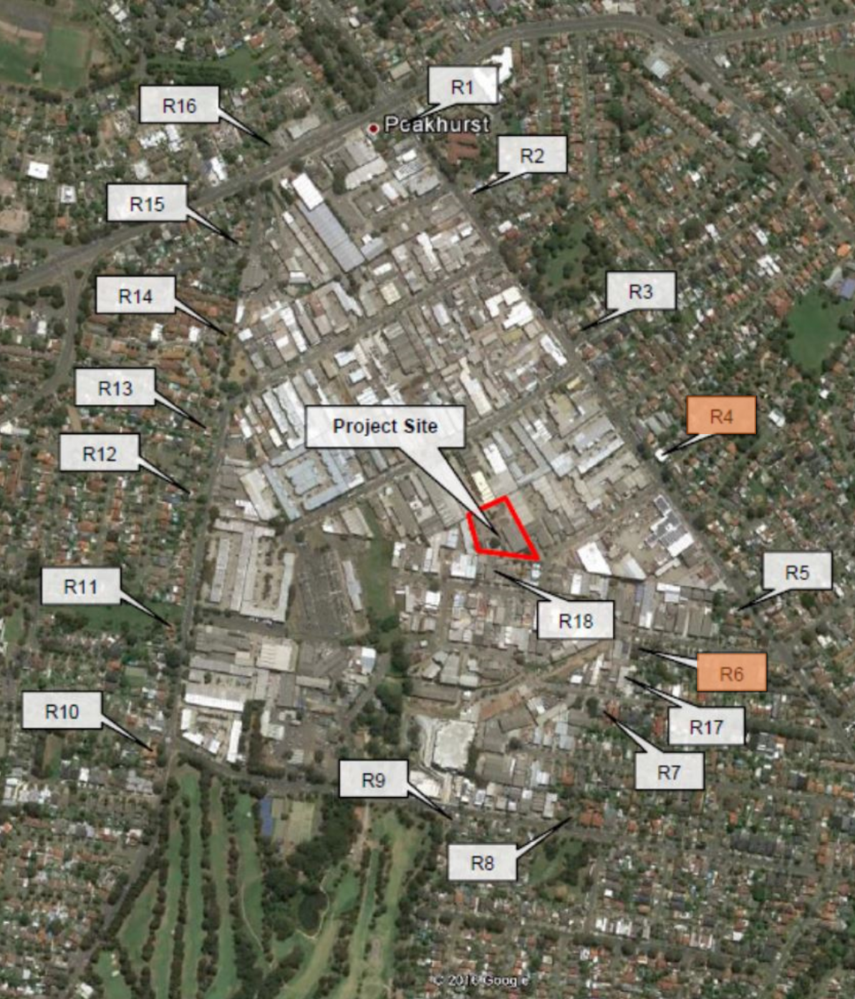 R1
R16
Peakhurst
R2
R15
R3
R14
R13
R4
Project Site
R12
R5
R11
R18
R6
R10
R17
R7
R9
R8
© 2016 Google